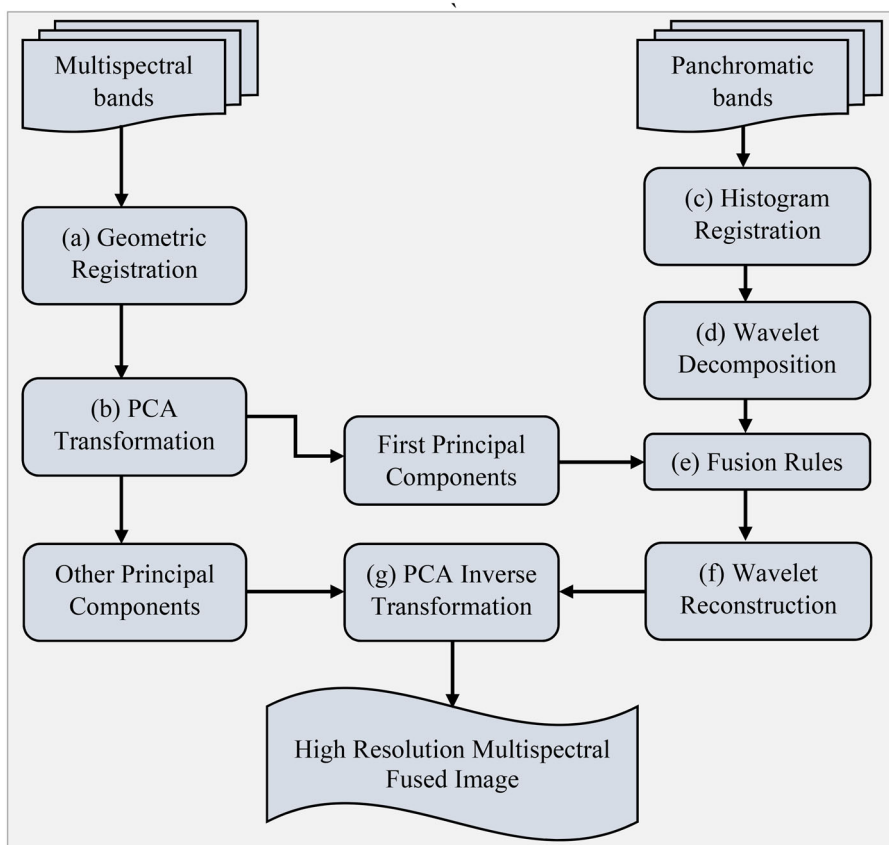 Multispectral
bands
Panchromatic
bands
(a) Geometric
Registration
(c) Histogram
Registration
(d) Wavelet
Decomposition
(b) PCA
Transformation
First Principal
Components
(e) Fusion Rules
Other Principal
Components
(g) PCA Inverse
Transformation
(f) Wavelet
Reconstruction
High Resolution Multispectral
Fused Image